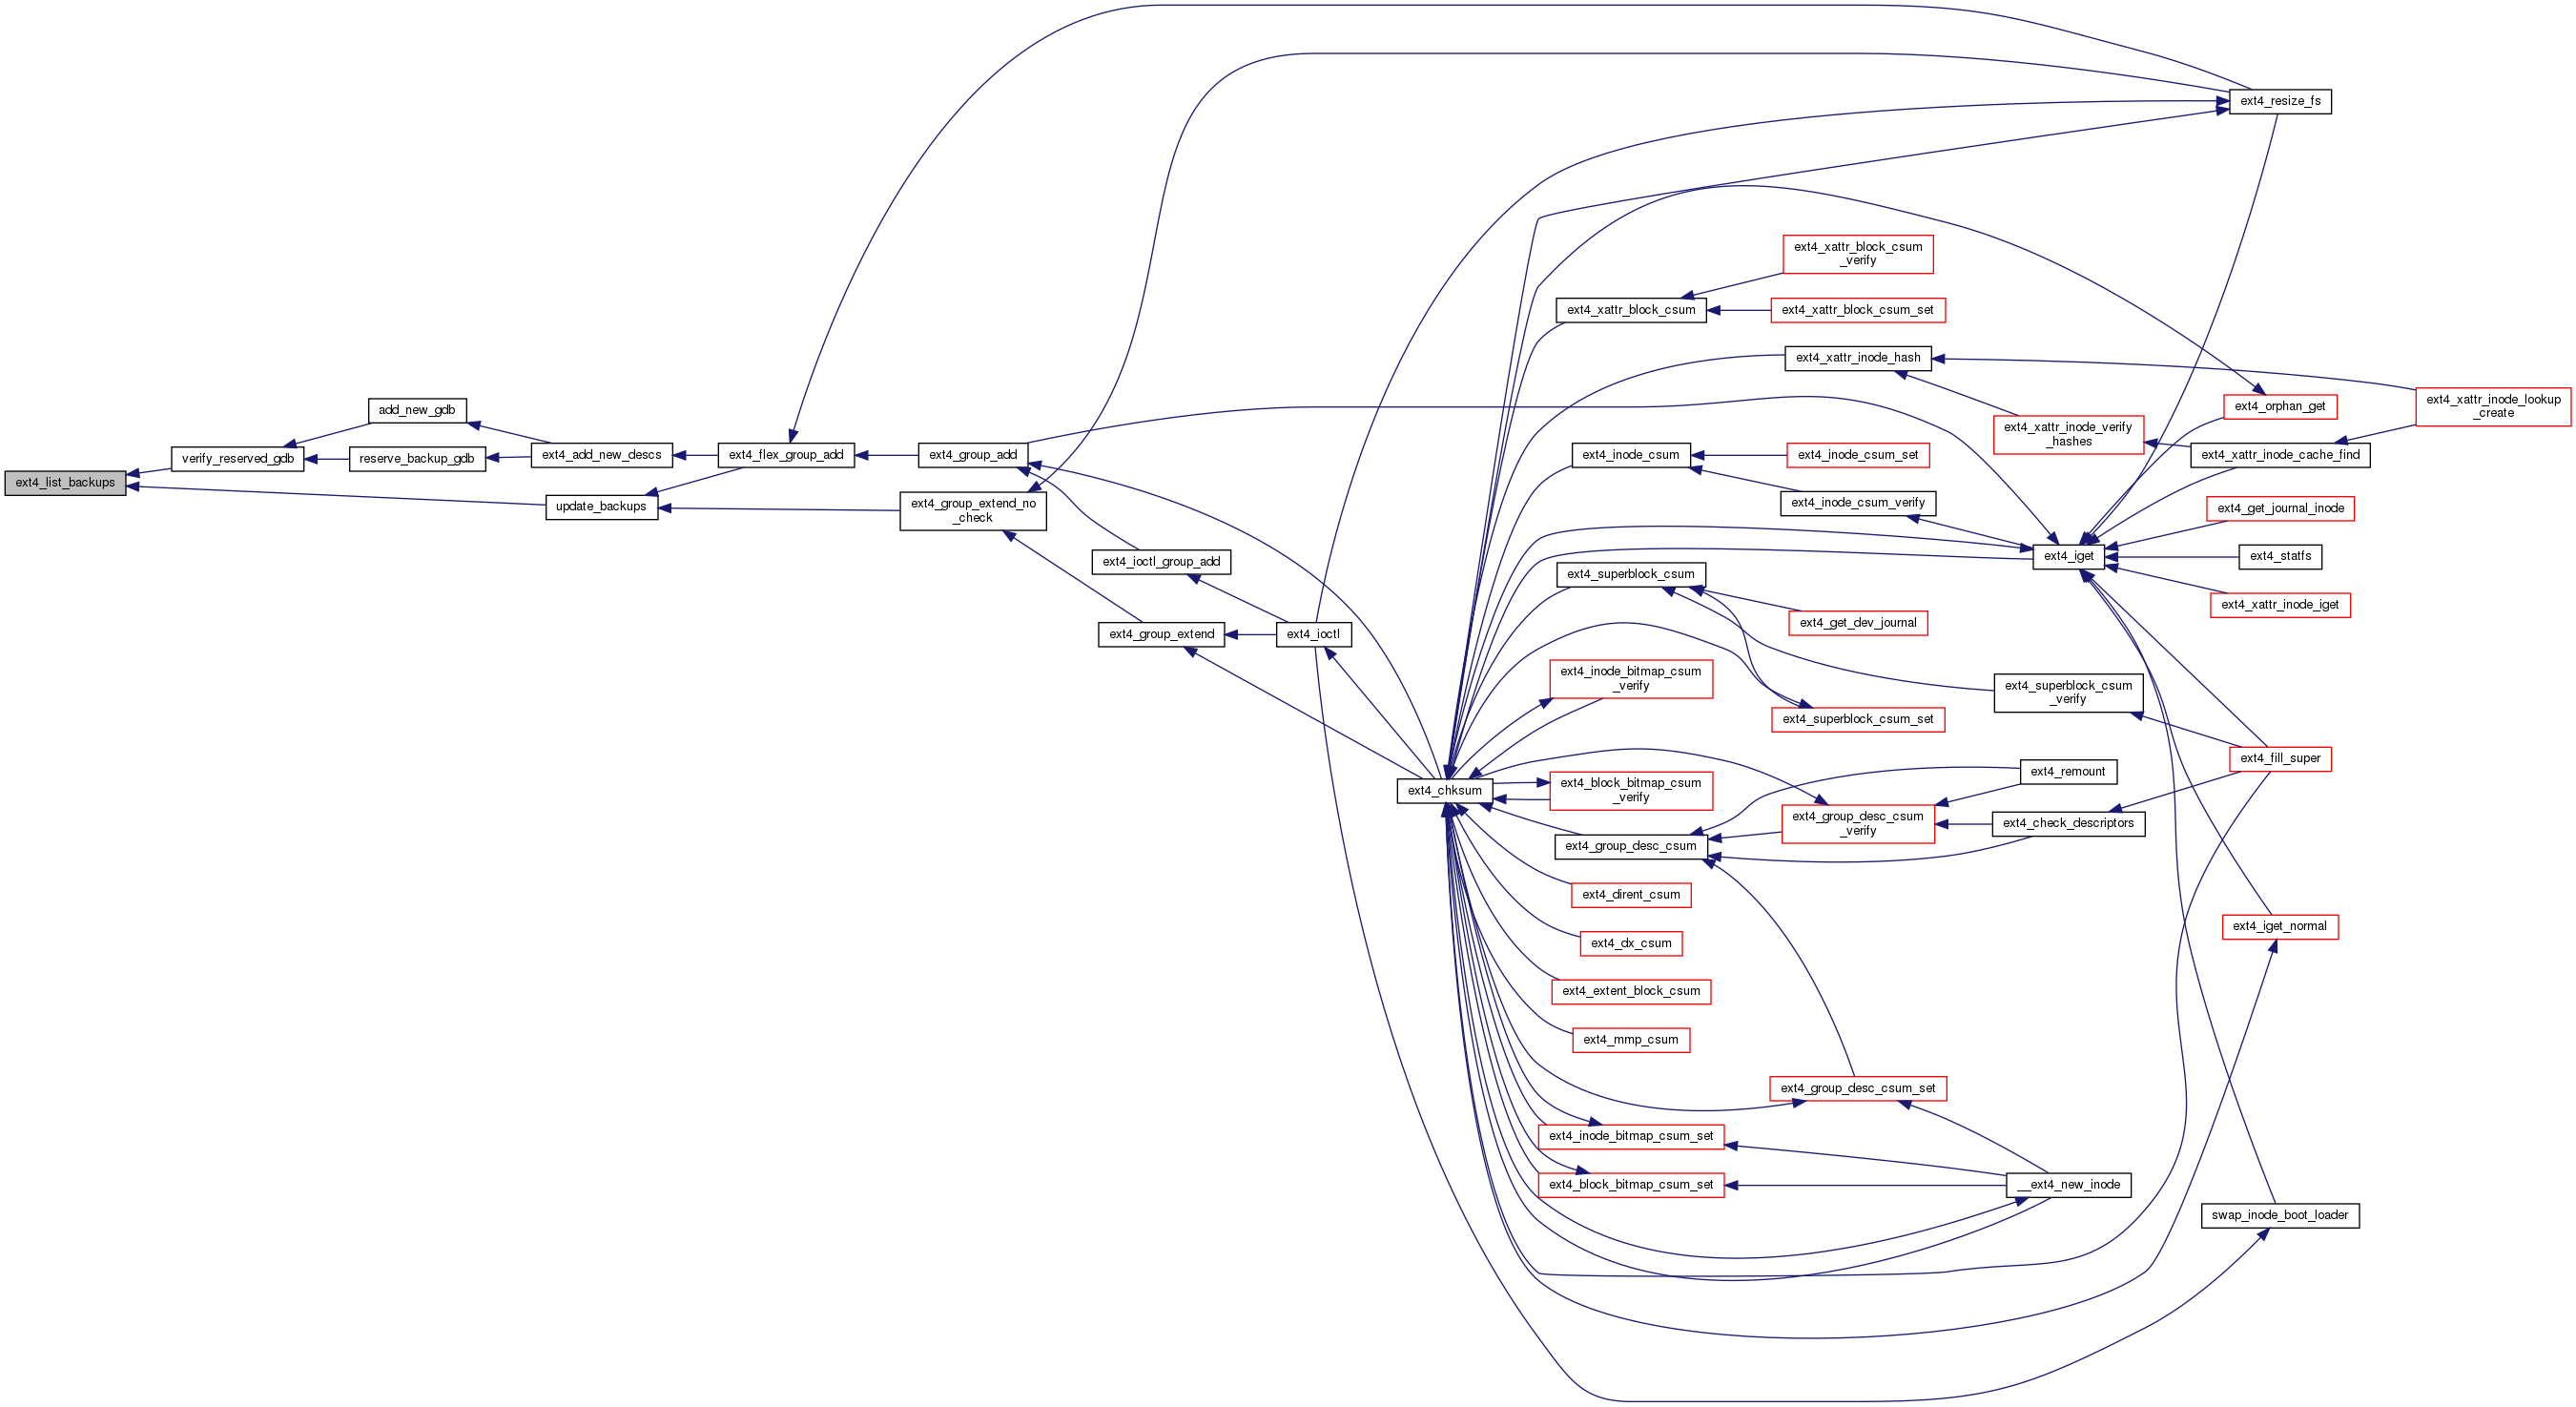 ext4_list_backups
verify_reserved_gdb
add_new_gdb
reserve_backup_gdb
update_backups
ext4_add_new_descs
ext4_flex_group_add
ext4_group_add
ext4_group_extend_no
_check
ext4_ioctl_group_add
ext4_group_extend
ext4_ioctl
ext4_chksum
ext4_xattr_block_csum
ext4_inode_csum
ext4_superblock_csum
ext4_inode_bitmap_csum
_verify
ext4_block_bitmap_csum
_verify
ext4_group_desc_csum
ext4_dirent_csum
ext4_dx_csum
ext4_extent_block_csum
ext4_mmp_csum
ext4_inode_bitmap_csum_set
ext4_block_bitmap_csum_set
ext4_xattr_block_csum
_verify
ext4_xattr_block_csum_set
ext4_xattr_inode_hash
ext4_inode_csum_set
ext4_inode_csum_verify
ext4_get_dev_journal
ext4_superblock_csum_set
ext4_group_desc_csum
_verify
ext4_group_desc_csum_set
ext4_xattr_inode_verify
_hashes
ext4_iget
ext4_superblock_csum
_verify
ext4_remount
ext4_check_descriptors
__ext4_new_inode
ext4_resize_fs
ext4_orphan_get
ext4_xattr_inode_cache_find
ext4_get_journal_inode
ext4_statfs
ext4_xattr_inode_iget
ext4_fill_super
ext4_iget_normal
swap_inode_boot_loader
ext4_xattr_inode_lookup
_create